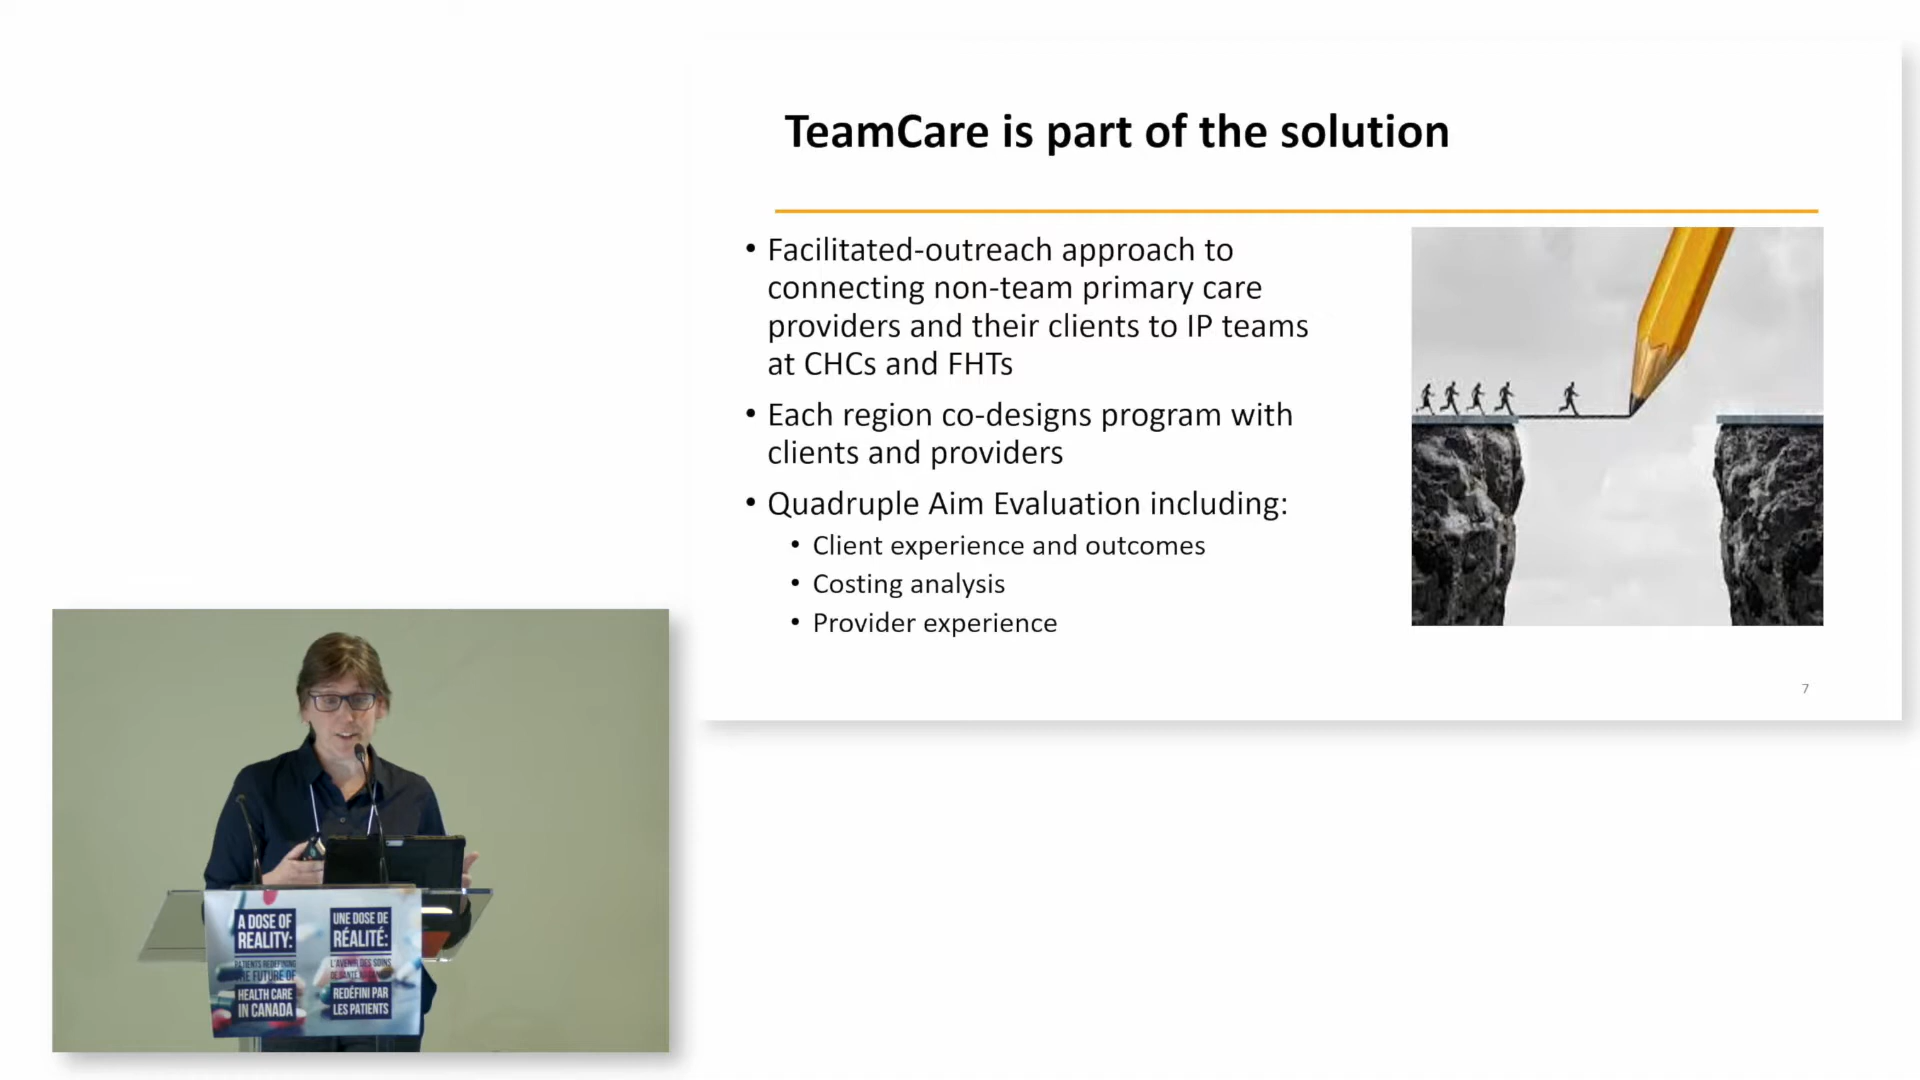 TeamCare is part of the solution
• Facilitated-outreach approach to
connecting non-team primary care
providers and their clients to IP teams
at CHCs and FHTs
• Each region co-designs program with
clients and providers
• Quadruple Aim Evaluation including:
• Client experience and outcomes
• Costing analysis
• Provider experience
7
A DOSE OF
REALITY:
PATIENTS REDEFINING
THE FUTURE OF
HEALTH CARE
IN CANADA
UNE DOSE DE
RÉALITÉ:
L'AVENIR DES SOINS
DE SANTÉ AU CANADA
REDÉFINI PAR
LES PATIENTS